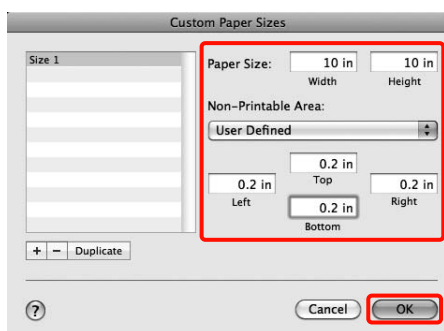 Custom Paper Sizes
Size 1
Paper Size: 10 in 10 in
Width Height
Non-Printable Area:
User Defined
0.2 in
Top
0.2 in 0.2 in
Left Right
0.2 in
Bottom
+ − Duplicate
? Cancel OK